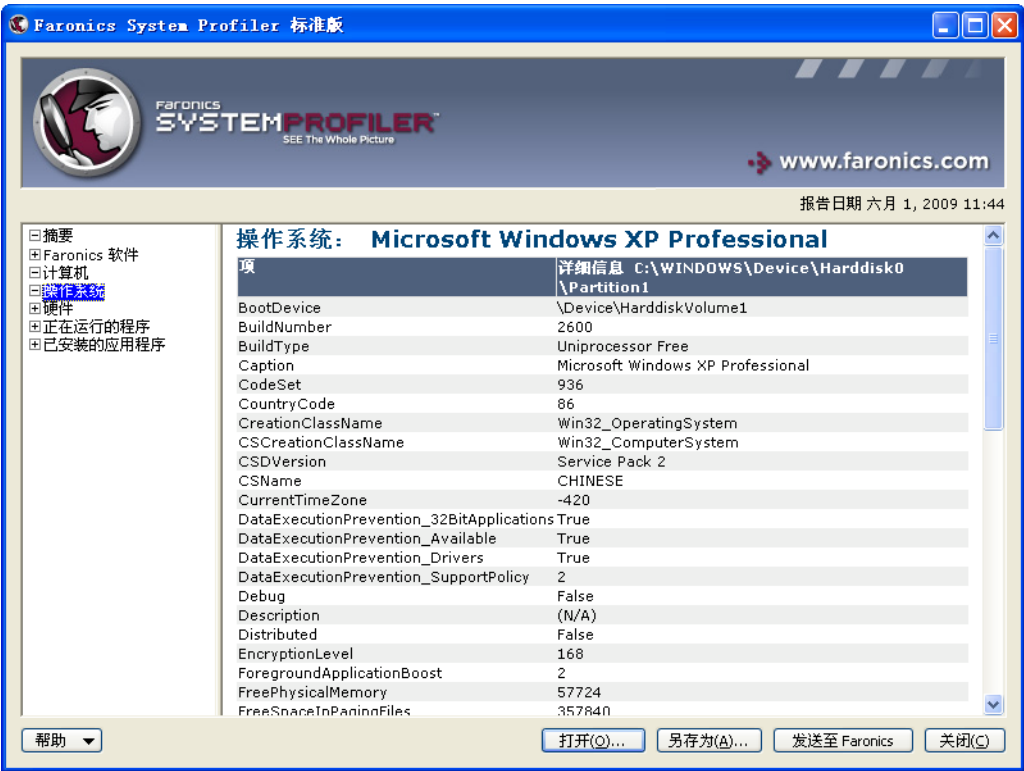 Faronics System Profiler 标准版
Faronics
SYSTEMPROFILER™
SEE The Whole Picture
www.faronics.com
报告日期 六月 1, 2009 11:44
摘要
Faronics 软件
计算机
操作系统
硬件
正在运行的程序
已安装的应用程序
操作系统： Microsoft Windows XP Professional
项 详细信息 C:\WINDOWS\Device\Harddisk0
\Partition1
BootDevice \Device\HarddiskVolume1
BuildNumber 2600
BuildType Uniprocessor Free
Caption Microsoft Windows XP Professional
CodeSet 936
CountryCode 86
CreationClassName Win32_OperatingSystem
CSCreationClassName Win32_ComputerSystem
CSDVersion Service Pack 2
CSName CHINESE
CurrentTimeZone -420
DataExecutionPrevention_32BitApplications True
DataExecutionPrevention_Available True
DataExecutionPrevention_Drivers True
DataExecutionPrevention_SupportPolicy 2
Debug False
Description (N/A)
Distributed False
EncryptionLevel 168
ForegroundApplicationBoost 2
FreePhysicalMemory 57724
FreeSpaceInPagingFiles 357840
帮助 打开(O)... 另存为(A)... 发送至 Faronics 关闭(C)